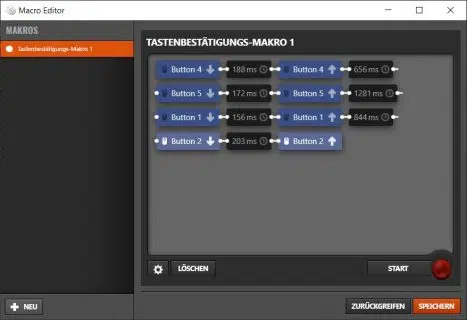 Macro Editor
MAKROS
Tastenbestätigungs-Makro 1
TASTENBESTÄTIGUNGS-MAKRO 1
Button 4 188 ms Button 4 656 ms
Button 5 172 ms Button 5 1281 ms
Button 1 156 ms Button 1 844 ms
Button 2 203 ms Button 2
LÖSCHEN START
NEU ZURÜCKGREIFEN SPEICHERN